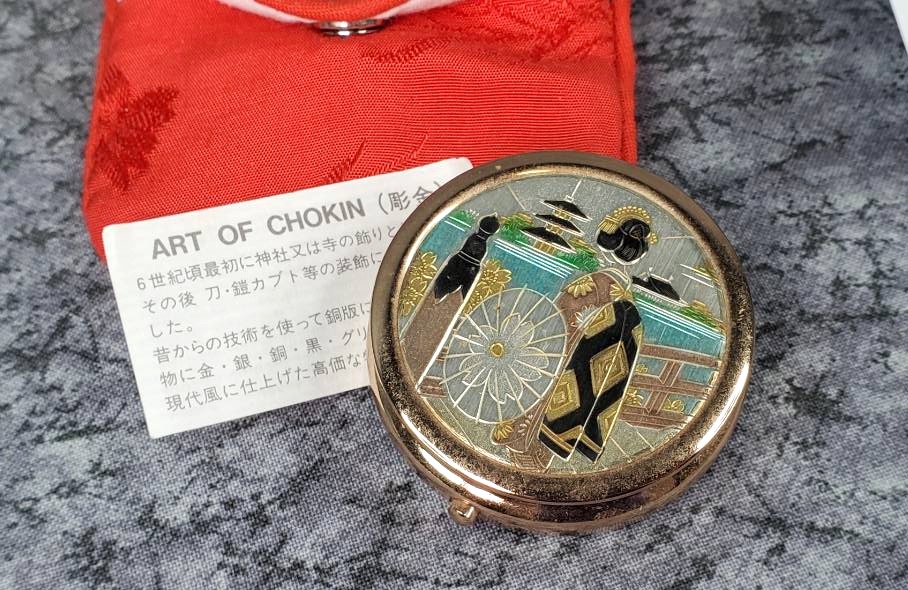 ART OF CHOKIN (彫金)
6世紀頃最初に神社又は寺の飾りと
その後 刀・鎧カブト等の装飾に
した。
昔からの技術を使って銅版に
物に金・銀・銅・黒・グリ
現代風に仕上げた高価な